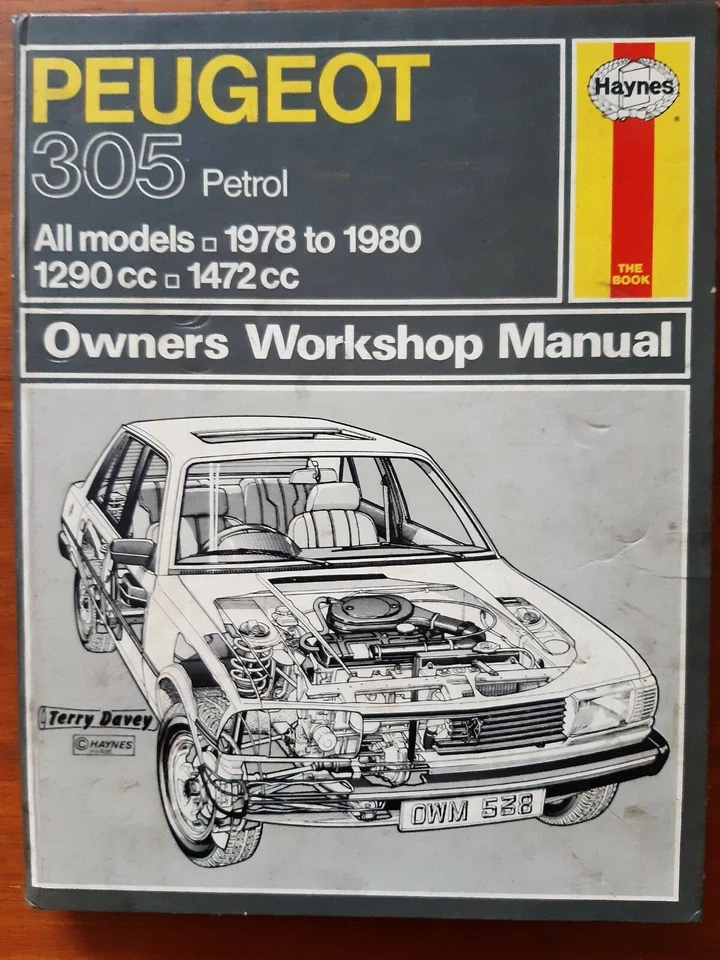 PEUGEOT
305 Petrol
All models ▫ 1978 to 1980
1290 cc ▫ 1472 cc
Haynes
®
THE
BOOK
Owners Workshop Manual
Terry Davey
© HAYNES
OWM 538